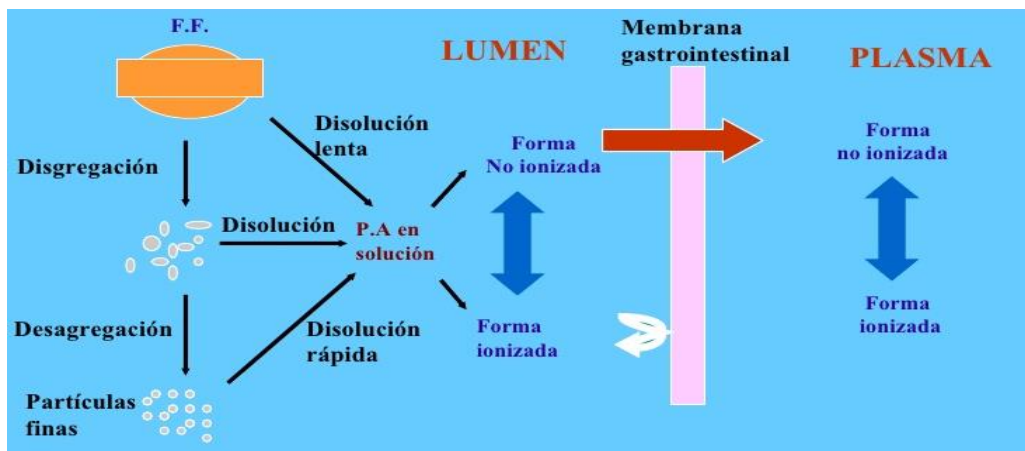 F.F.
Disgregación
Desagregación
Partículas
finas
Disolución
lenta
Disolución
Disolución
rápida
P.A en
solución
LUMEN
Forma
No ionizada
Forma
ionizada
Membrana
gastrointestinal
PLASMA
Forma
no ionizada
Forma
ionizada